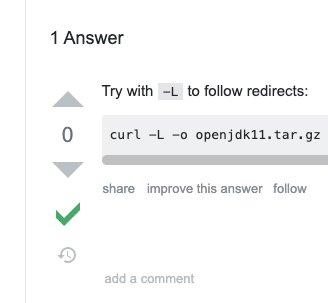 1 Answer
Try with -L to follow redirects:
0
curl -L -o openjdk11.tar.gz
share improve this answer follow
add a comment